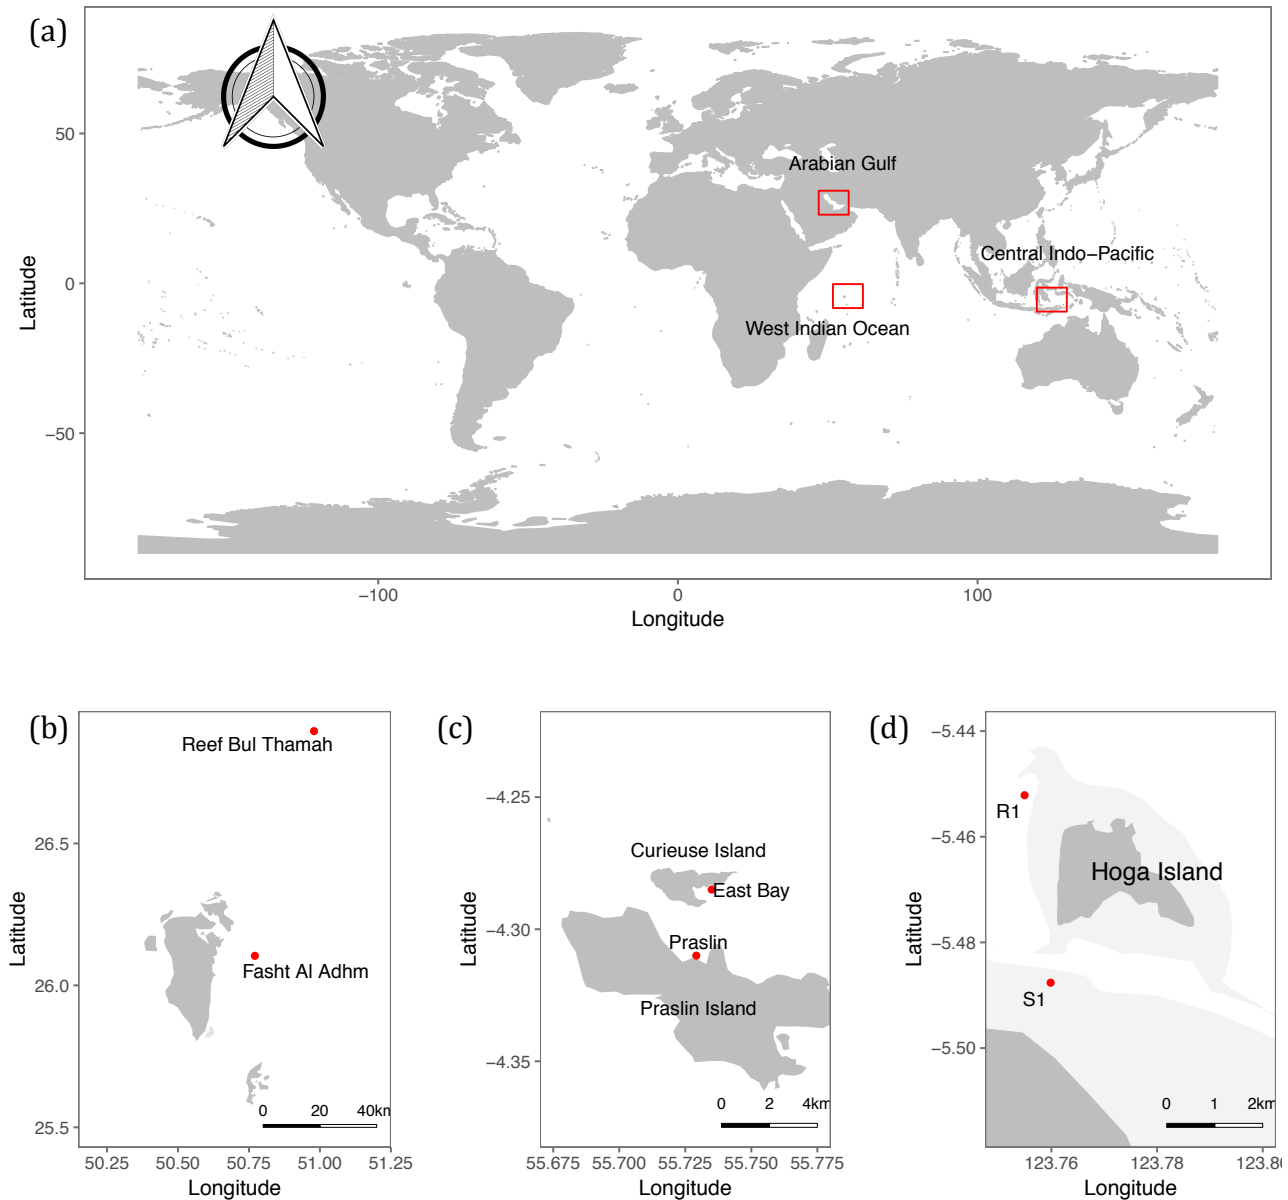 (a)
Latitude
50
0
−50
Arabian Gulf
Central Indo−Pacific
West Indian Ocean
−100
0
100
Longitude
(b)
Latitude
26.5
26.0
25.5
Reef Bul Thamah
Fasht Al Adhm
0 20 40km
50.25 50.50 50.75 51.00 51.25
Longitude
(c)
Latitude
−4.25
−4.30
−4.35
Curieuse Island
East Bay
Praslin
Praslin Island
0 2 4km
55.675 55.700 55.725 55.750 55.775
Longitude
(d)
Latitude
−5.44
−5.46
−5.48
−5.50
R1
Hoga Island
S1
0 1 2km
123.76 123.78 123.80
Longitude